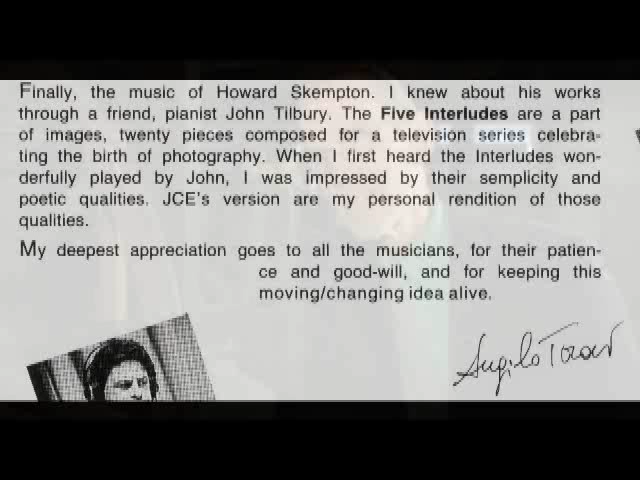 Finally, the music of Howard Skempton. I knew about his works
through a friend, pianist John Tilbury. The Five Interludes are a part
of images, twenty pieces composed for a television series celebra-
ting the birth of photography. When I first heard the Interludes won-
derfully played by John, I was impressed by their semplicity and
poetic qualities. JCE's version are my personal rendition of those
qualities.
My deepest appreciation goes to all the musicians, for their patien-
ce and good-will, and for keeping this
moving/changing idea alive.